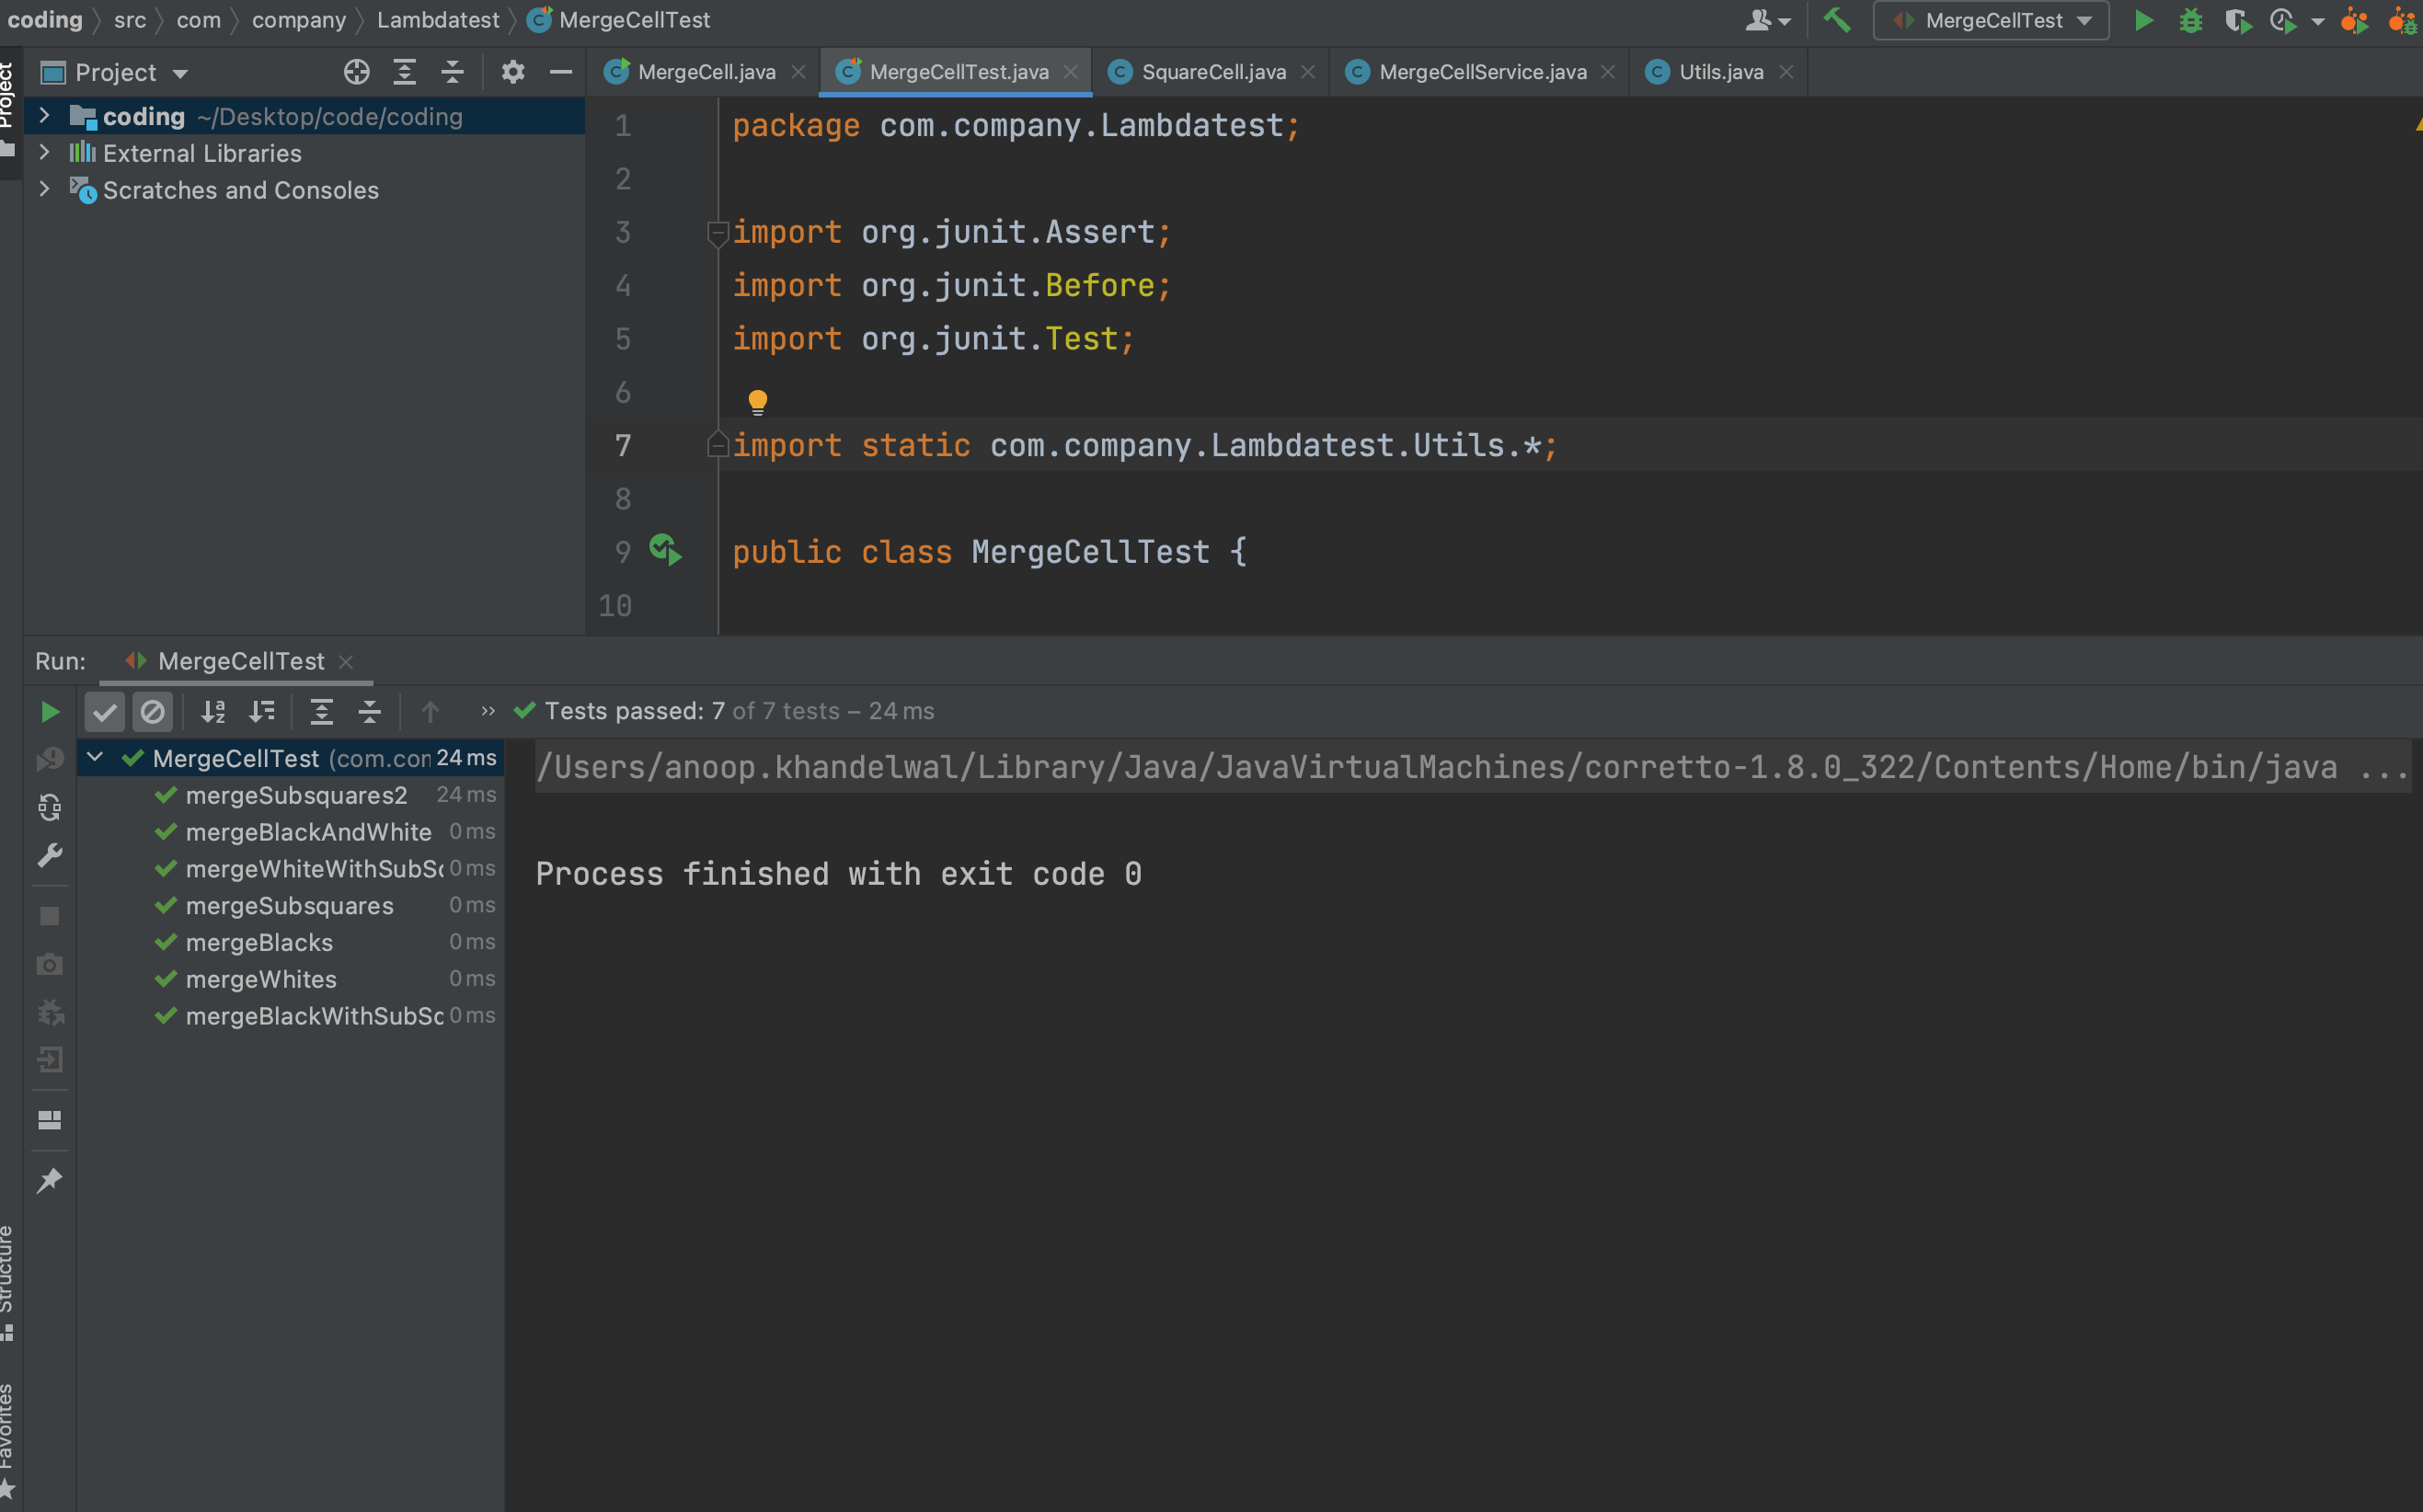 coding src com company Lambdatest MergeCellTest
MergeCellTest
Project
MergeCell.java MergeCellTest.java SquareCell.java MergeCellService.java Utils.java
Project
coding ~/Desktop/code/coding
External Libraries
Scratches and Consoles
1 package com.company.Lambdatest;
2
3 import org.junit.Assert;
4 import org.junit.Before;
5 import org.junit.Test;
6
7 import static com.company.Lambdatest.Utils.*;
8
9 public class MergeCellTest {
10
Run: MergeCellTest
Tests passed: 7 of 7 tests – 24 ms
MergeCellTest (com.com 24 ms
mergeSubsquares2 24 ms
mergeBlackAndWhite 0 ms
mergeWhiteWithSubSc 0 ms
mergeSubsquares 0 ms
mergeBlacks 0 ms
mergeWhites 0 ms
mergeBlackWithSubSc 0 ms
/Users/anoop.khandelwal/Library/Java/JavaVirtualMachines/corretto-1.8.0_322/Contents/Home/bin/java ...
Process finished with exit code 0
Structure
Favorites